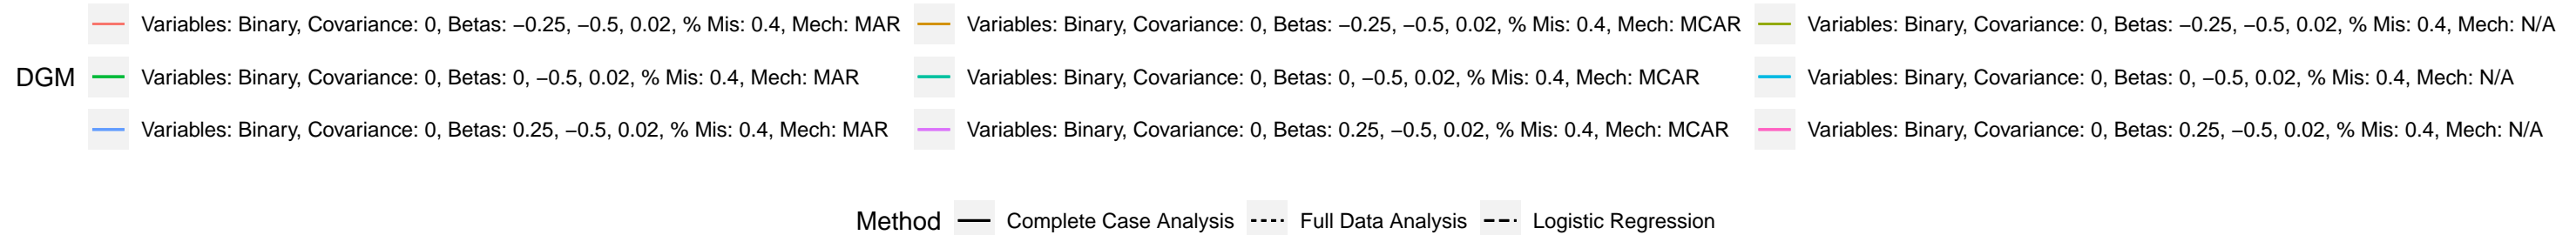 Variables: Binary, Covariance: 0, Betas: −0.25, −0.5, 0.02, % Mis: 0.4, Mech: MAR Variables: Binary, Covariance: 0, Betas: −0.25, −0.5, 0.02, % Mis: 0.4, Mech: MCAR Variables: Binary, Covariance: 0, Betas: −0.25, −0.5, 0.02, % Mis: 0.4, Mech: N/A
DGM Variables: Binary, Covariance: 0, Betas: 0, −0.5, 0.02, % Mis: 0.4, Mech: MAR Variables: Binary, Covariance: 0, Betas: 0, −0.5, 0.02, % Mis: 0.4, Mech: MCAR Variables: Binary, Covariance: 0, Betas: 0, −0.5, 0.02, % Mis: 0.4, Mech: N/A
Variables: Binary, Covariance: 0, Betas: 0.25, −0.5, 0.02, % Mis: 0.4, Mech: MAR Variables: Binary, Covariance: 0, Betas: 0.25, −0.5, 0.02, % Mis: 0.4, Mech: MCAR Variables: Binary, Covariance: 0, Betas: 0.25, −0.5, 0.02, % Mis: 0.4, Mech: N/A
Method Complete Case Analysis Full Data Analysis Logistic Regression